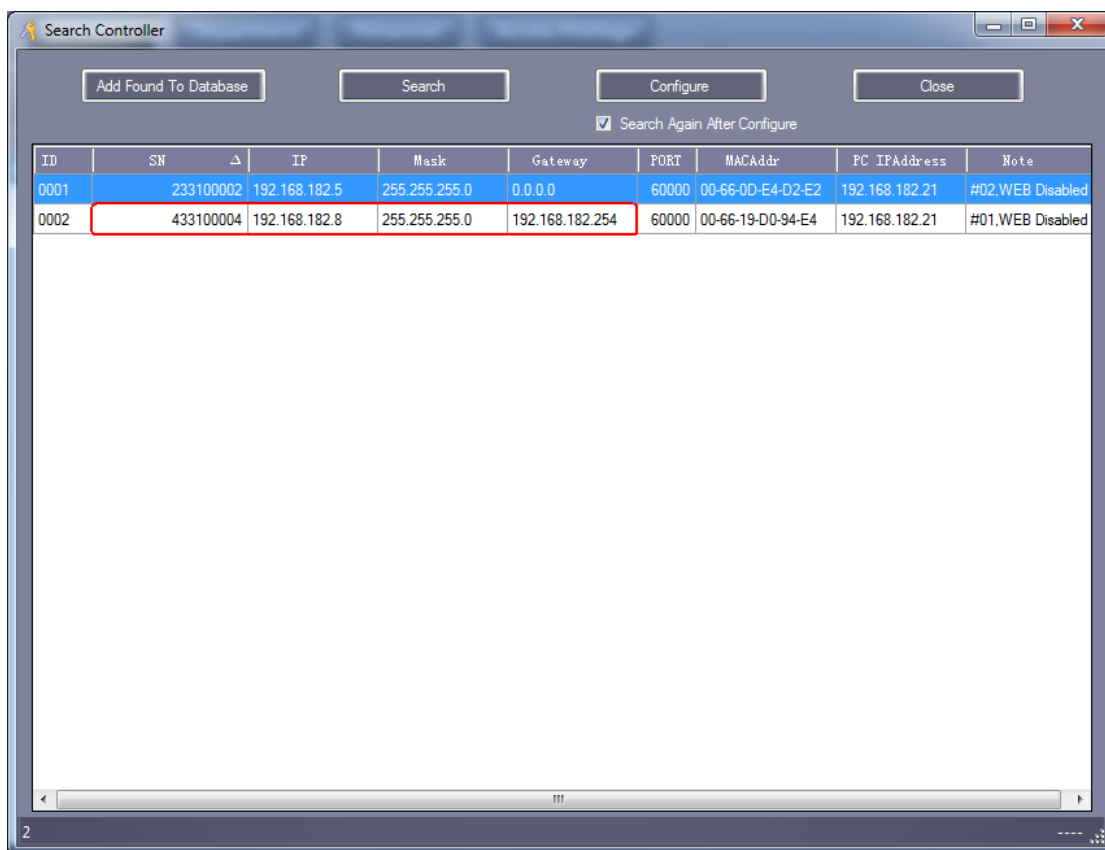 Search Controller
Add Found To Database Search Configure Close
Search Again After Configure
ID SN Δ IP Mask Gateway PORT MACAddr PC IPAddress Note
0001 233100002 192.168.182.5 255.255.255.0 0.0.0.0 60000 00-66-0D-E4-D2-E2 192.168.182.21 #02,WEB Disabled
0002 433100004 192.168.182.8 255.255.255.0 192.168.182.254 60000 00-66-19-D0-94-E4 192.168.182.21 #01,WEB Disabled
2 ----